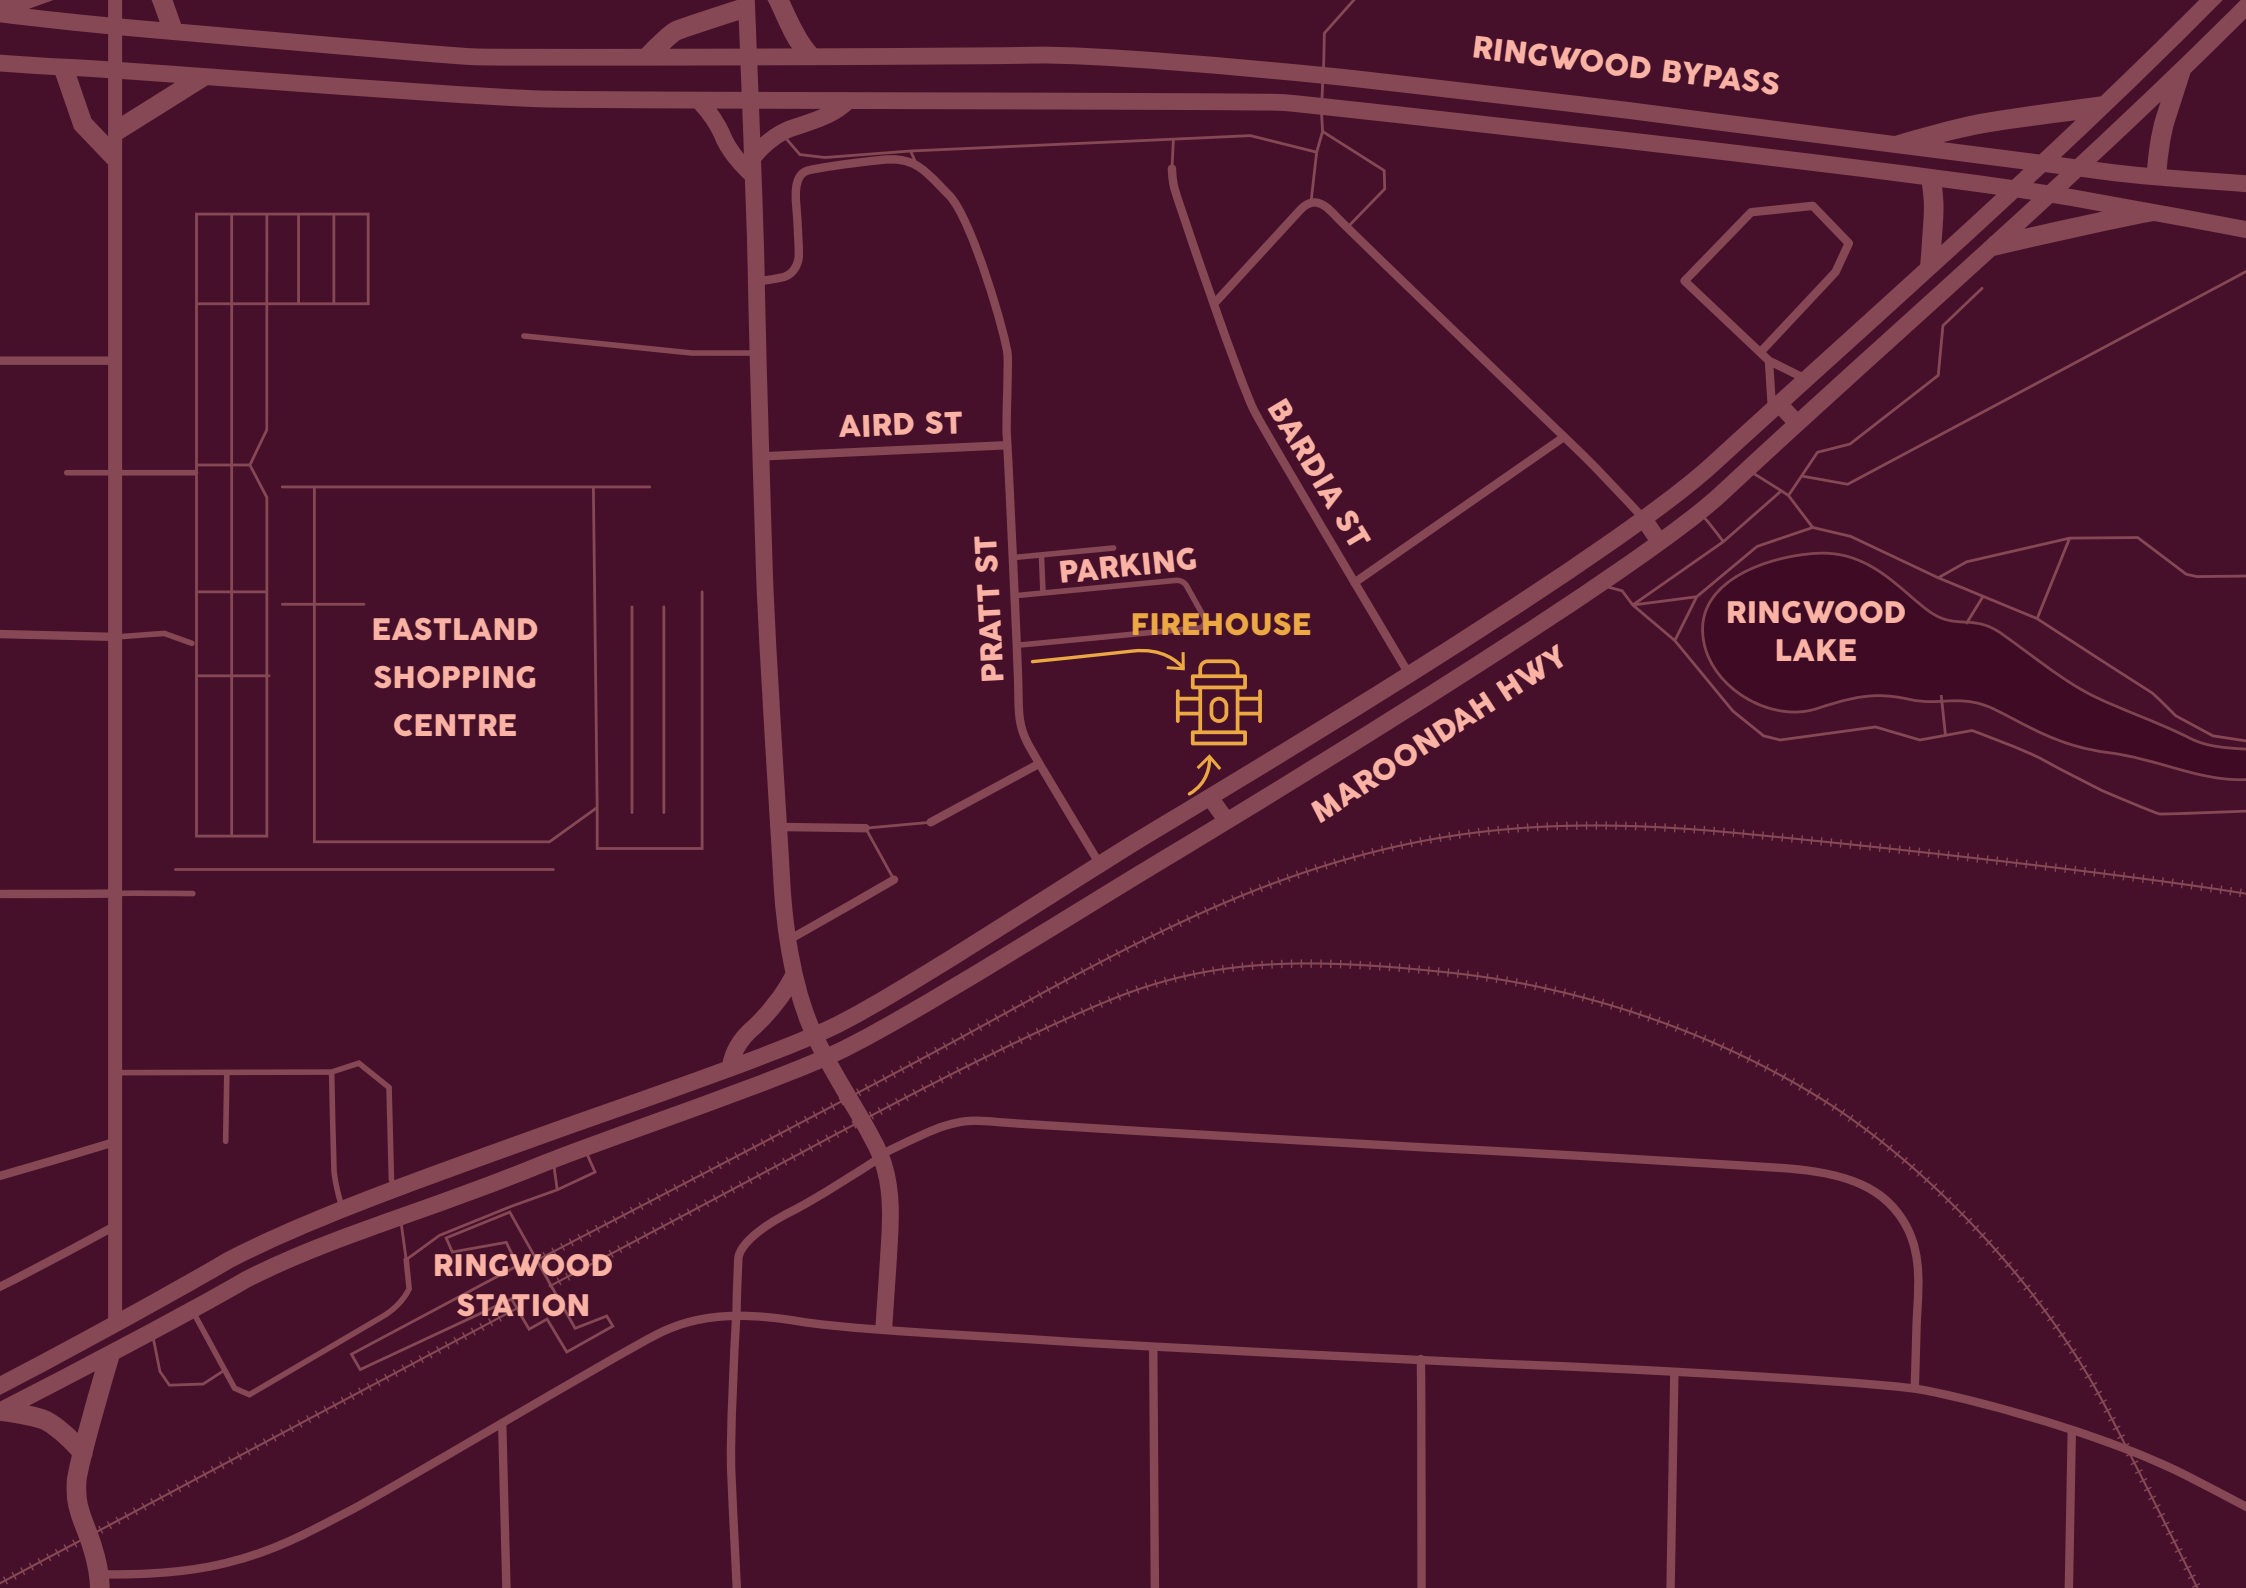 RINGWOOD BYPASS
AIRD ST
BARDIA ST
PRATT ST
PARKING
FIREHOUSE
EASTLAND
SHOPPING
CENTRE
RINGWOOD
LAKE
MAROONDAH HWY
RINGWOOD
STATION